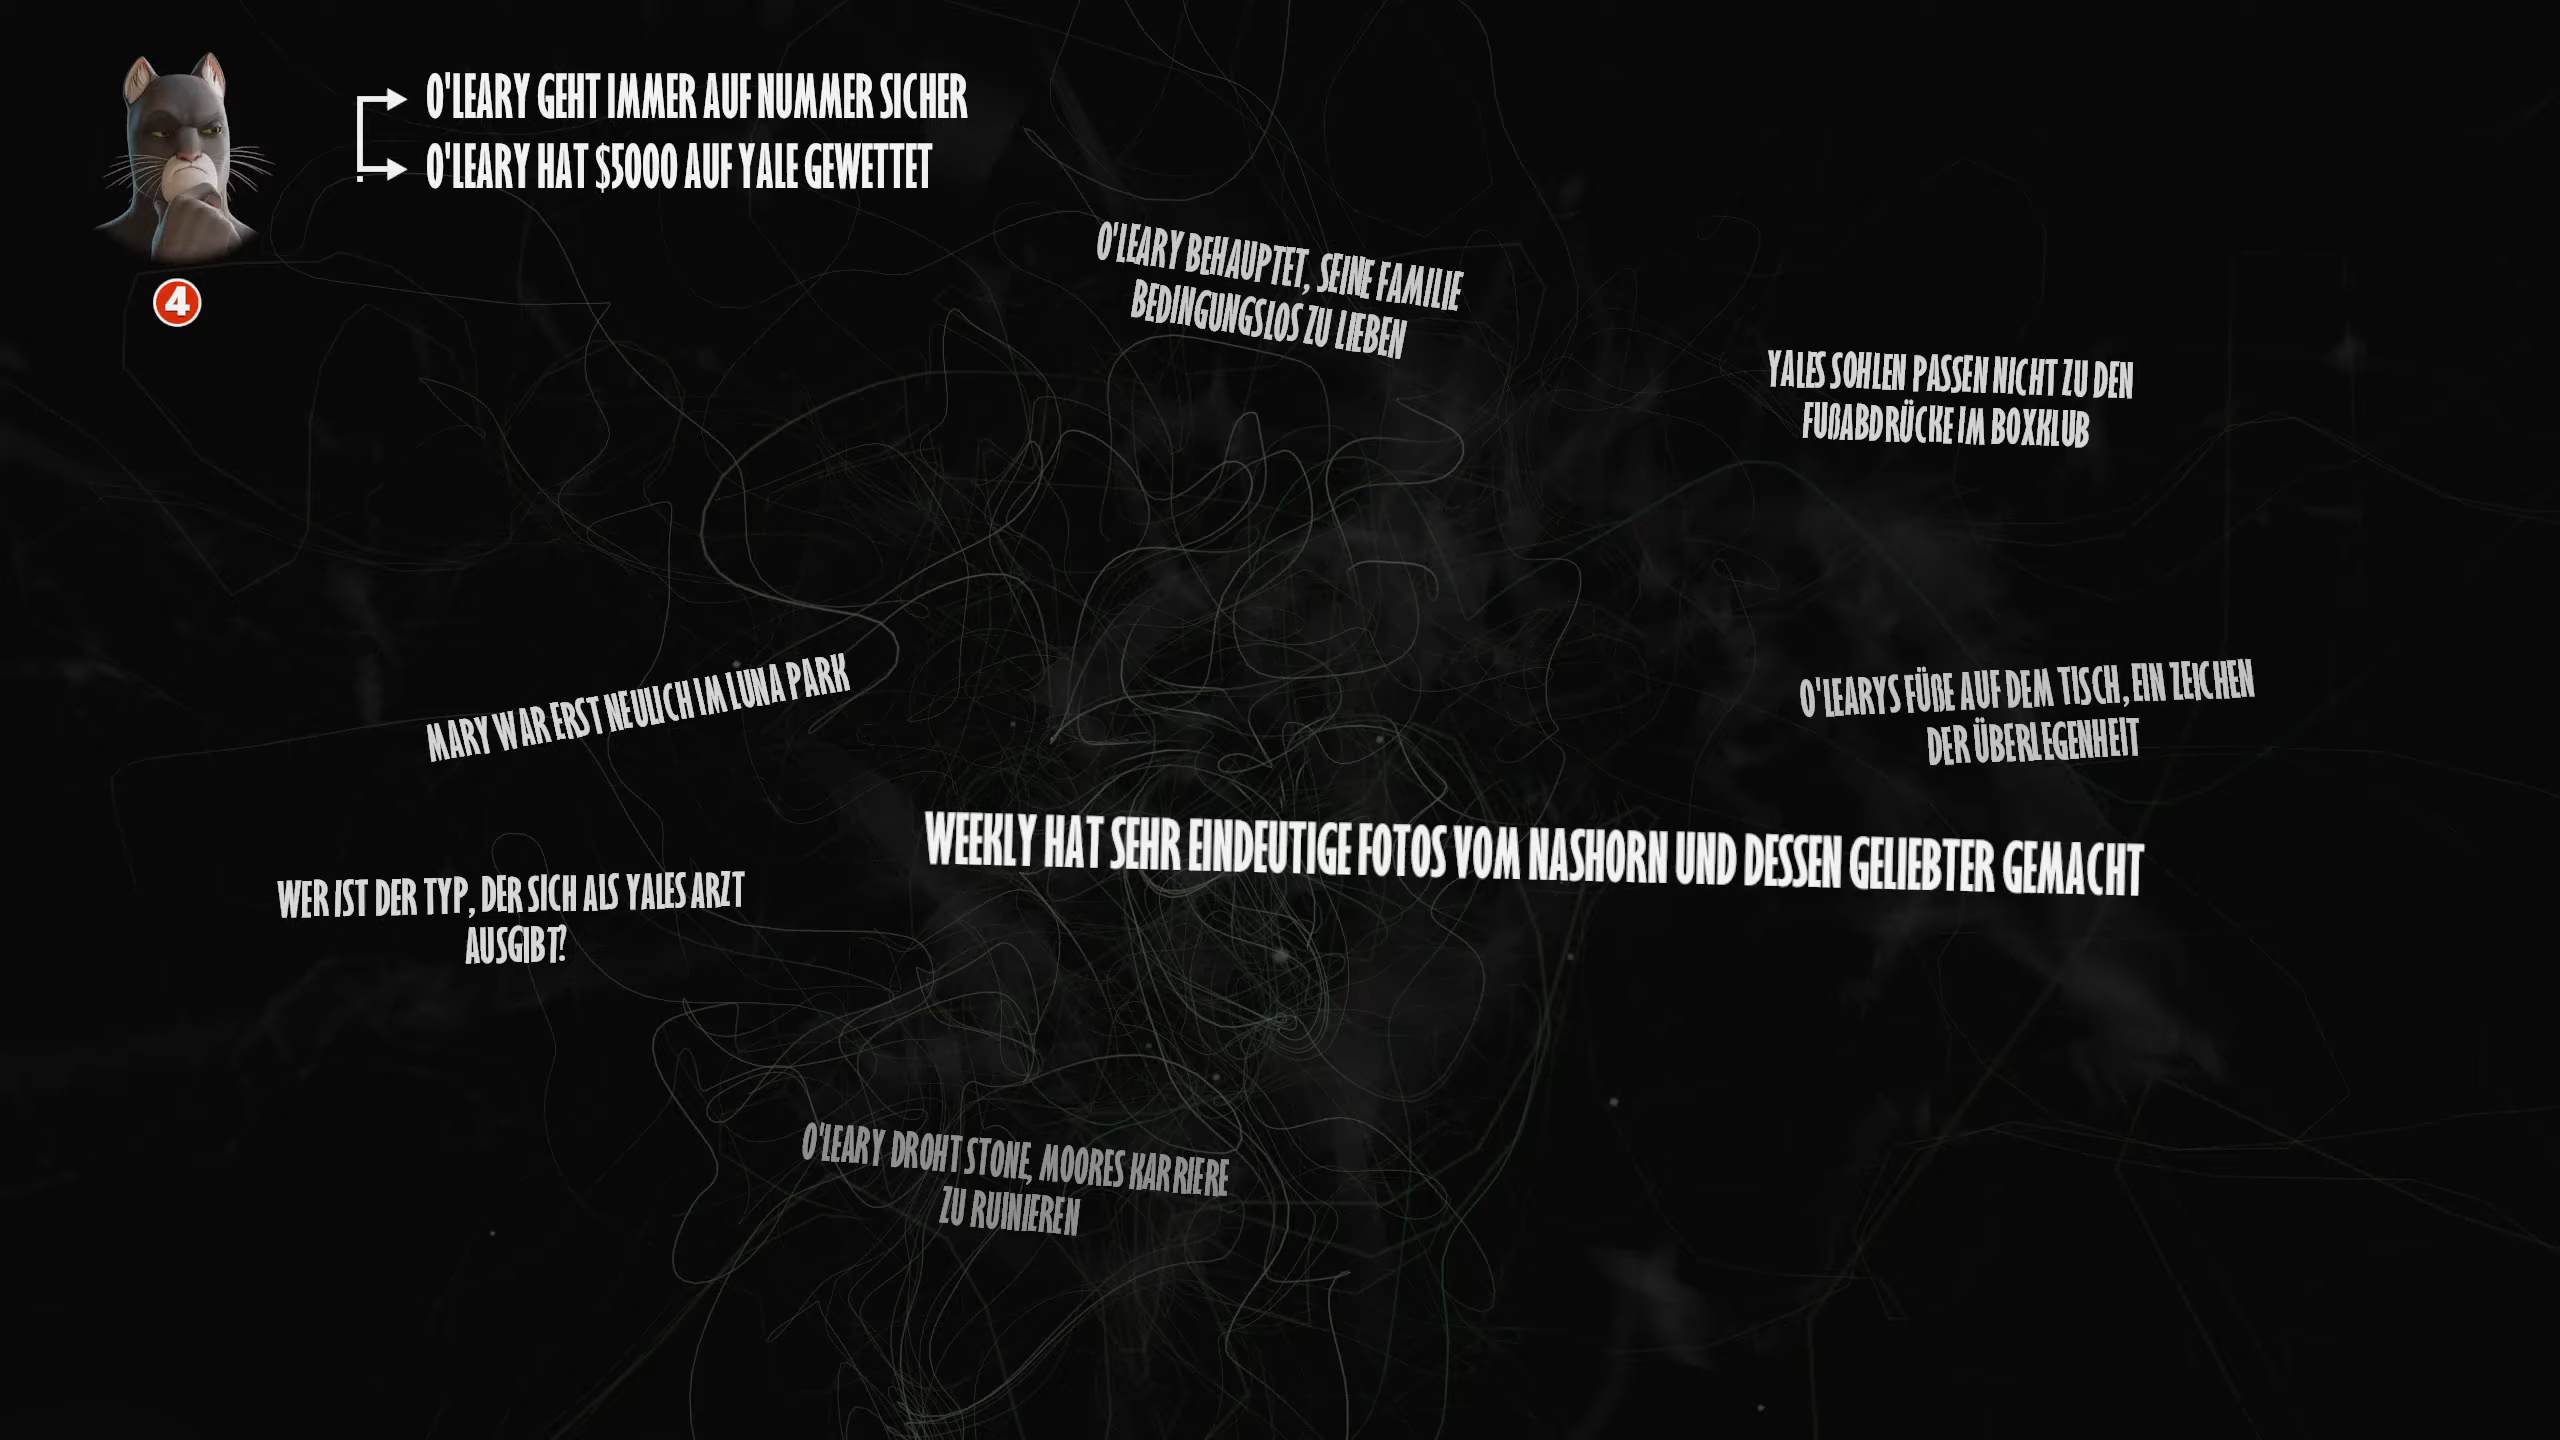 O'LEARY GEHT IMMER AUF NUMMER SICHER
O'LEARY HAT $5000 AUF YALE GEWETTET
4
O'LEARY BEHAUPTET, SEINE FAMILIE
BEDINGUNGSLOS ZU LIEBEN
YALES SOHLEN PASSEN NICHT ZU DEN
FUßABDRÜCKE IM BOXKLUB
MARY WAR ERST NEULICH IM LUNA PARK
O'LEARYS FÜßE AUF DEM TISCH, EIN ZEICHEN
DER ÜBERLEGENHEIT
WEEKLY HAT SEHR EINDEUTIGE FOTOS VOM NASHORN UND DESSEN GELIEBTER GEMACHT
WER IST DER TYP, DER SICH ALS YALES ARZT
AUSGIBT?
O'LEARY DROHT STONE, MOORES KARRIERE
ZU RUINIEREN